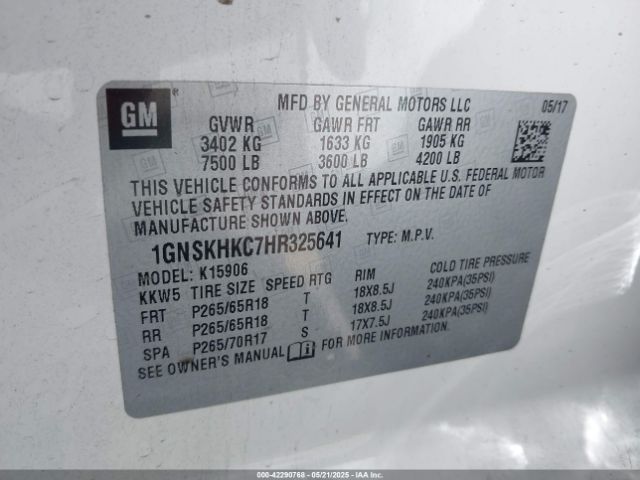 GM
MFD BY GENERAL MOTORS LLC 05/17
GVWR GAWR FRT GAWR RR
3402 KG 1633 KG 1905 KG
7500 LB 3600 LB 4200 LB
THIS VEHICLE CONFORMS TO ALL APPLICABLE U.S. FEDERAL MOTOR
VEHICLE SAFETY STANDARDS IN EFFECT ON THE DATE OF
MANUFACTURE SHOWN ABOVE.
1GNSKHKC7HR325641 TYPE: M.P.V.
MODEL: K15906
KKW5 TIRE SIZE SPEED RTG RIM COLD TIRE PRESSURE
FRT P265/65R18 T 18X8.5J 240KPA(35PSI)
RR P265/65R18 T 18X8.5J 240KPA(35PSI)
SPA P265/70R17 S 17X7.5J 240KPA(35PSI)
SEE OWNER'S MANUAL FOR MORE INFORMATION.
000-42290768 - 05/21/2025 - IAAI.CA